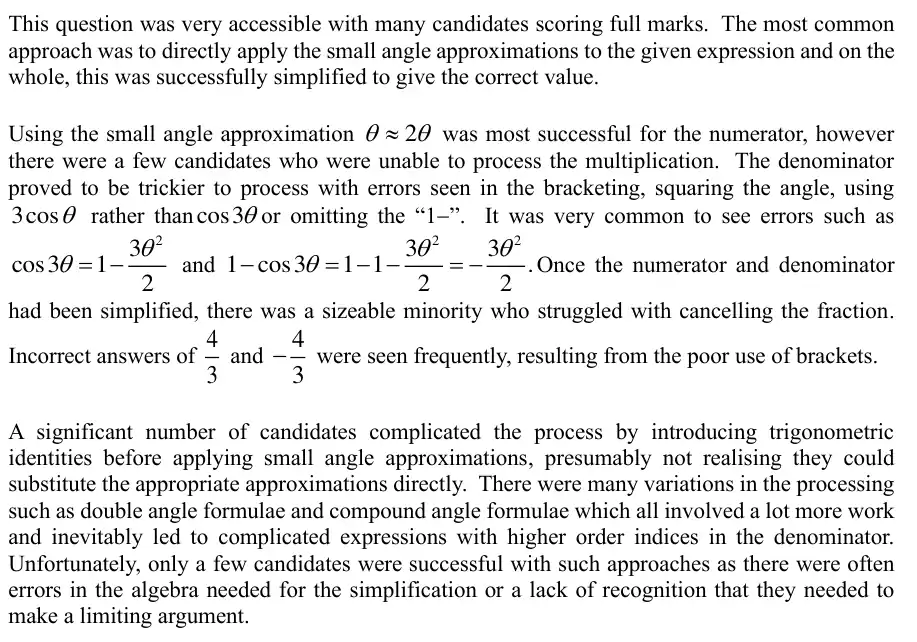 This question was very accessible with many candidates scoring full marks. The most common
approach was to directly apply the small angle approximations to the given expression and on the
whole, this was successfully simplified to give the correct value.
Using the small angle approximation θ ≈ 2θ was most successful for the numerator, however
there were a few candidates who were unable to process the multiplication. The denominator
proved to be trickier to process with errors seen in the bracketing, squaring the angle, using
3cosθ rather than cos3θ or omitting the “1–”. It was very common to see errors such as
cos3θ = 1 − 3θ²/2 and 1 − cos3θ = 1 − 1 − 3θ²/2 = − 3θ²/2. Once the numerator and denominator
had been simplified, there was a sizeable minority who struggled with cancelling the fraction.
Incorrect answers of 4/3 and − 4/3 were seen frequently, resulting from the poor use of brackets.
A significant number of candidates complicated the process by introducing trigonometric
identities before applying small angle approximations, presumably not realising they could
substitute the appropriate approximations directly. There were many variations in the processing
such as double angle formulae and compound angle formulae which all involved a lot more work
and inevitably led to complicated expressions with higher order indices in the denominator.
Unfortunately, only a few candidates were successful with such approaches as there were often
errors in the algebra needed for the simplification or a lack of recognition that they needed to
make a limiting argument.